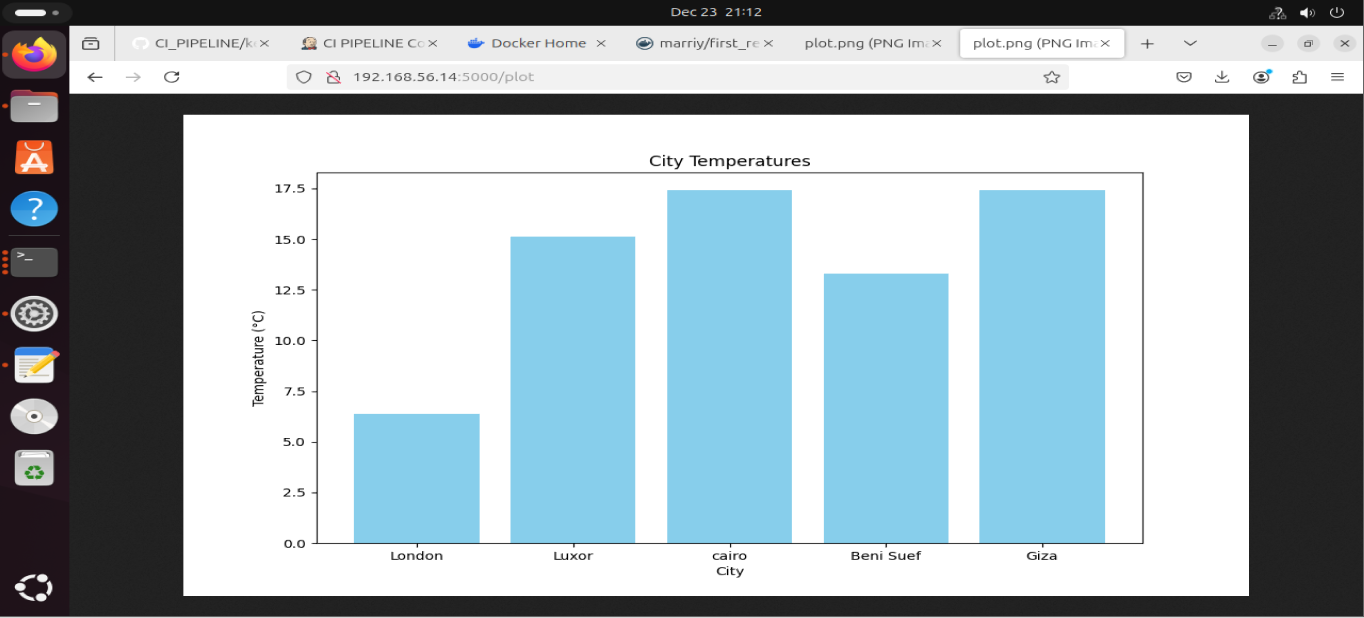 Dec 23 21:12
CI_PIPELINE/k
CI PIPELINE Co
Docker Home
marriy/first_re
plot.png (PNG Ima
plot.png (PNG Im
192.168.56.14:5000/plot
City Temperatures
Temperature (°C)
17.5
15.0
12.5
10.0
7.5
5.0
2.5
0.0
London Luxor cairo Beni Suef Giza
City